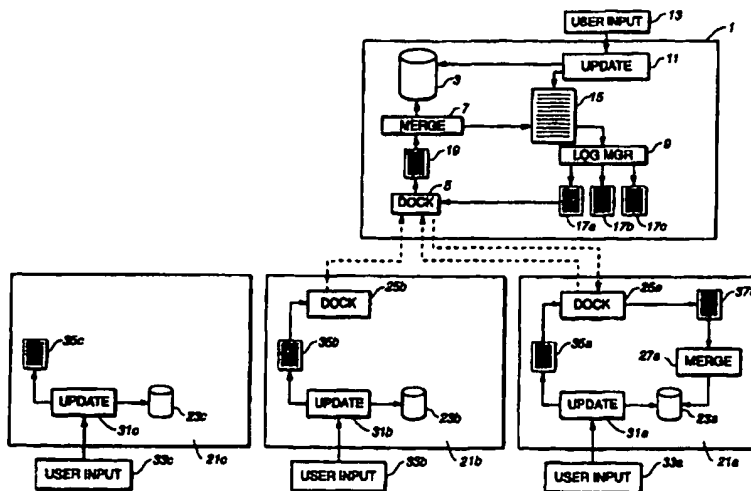 USER INPUT
13
1
UPDATE
11
3
15
7
MERGE
19
9
LOG MGR
5
DOCK
17a
17b
17c
DOCK
25b
DOCK
25a
37a
35c
35b
35a
27a
MERGE
UPDATE
23c
UPDATE
23b
UPDATE
23a
31c
21c
31b
21b
31a
21a
USER INPUT
33c
USER INPUT
33b
USER INPUT
33a